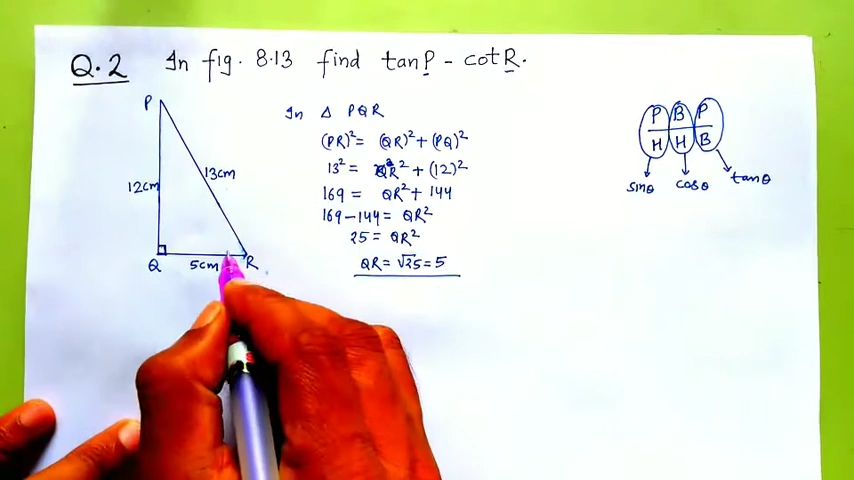 Q.2 In fig. 8.13 find tanP - cotR.
P
12cm
13cm
Q
5cm
R
In △ PQR
(PR)² = (QR)² + (PQ)²
13² = QR² + (12)²
169 = QR² + 144
169-144 = QR²
25 = QR²
QR = √25 = 5
P B P
H H B
sinθ cosθ tanθ